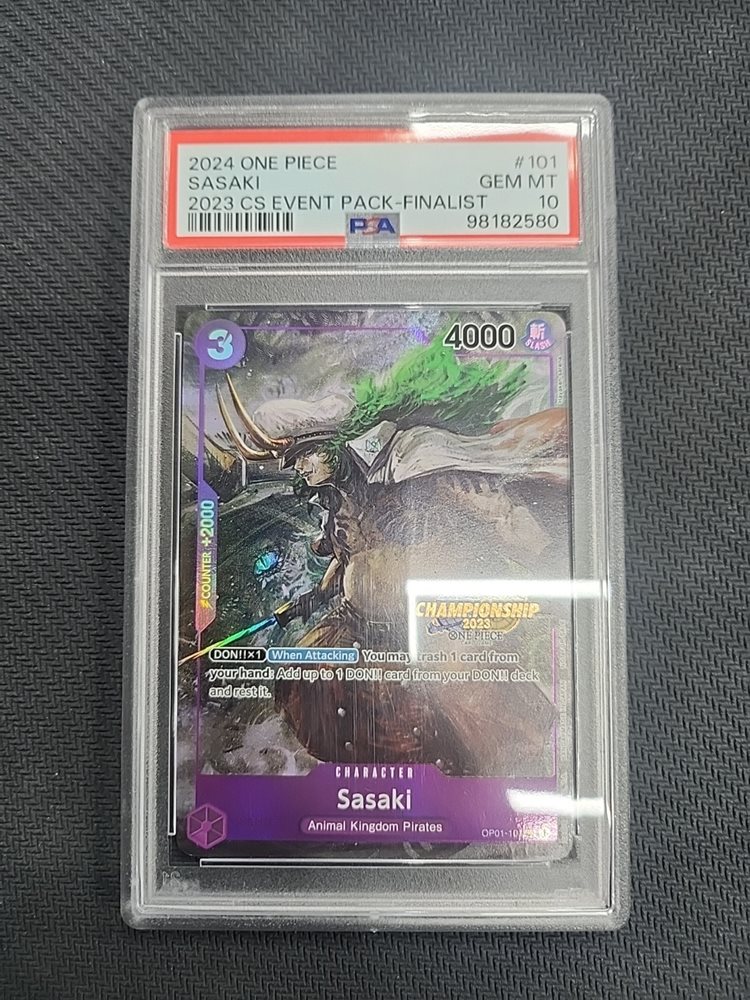 2024 ONE PIECE #101
SASAKI GEM MT
2023 CS EVENT PACK-FINALIST 10
PSA 98182580
3 4000 斬
SLASH
COUNTER +2000
CHAMPIONSHIP
2023
ONE PIECE
DON!!×1 When Attacking You may trash 1 card from
your hand: Add up to 1 DON!! card from your DON!! deck
and rest it.
CHARACTER
Sasaki
Animal Kingdom Pirates